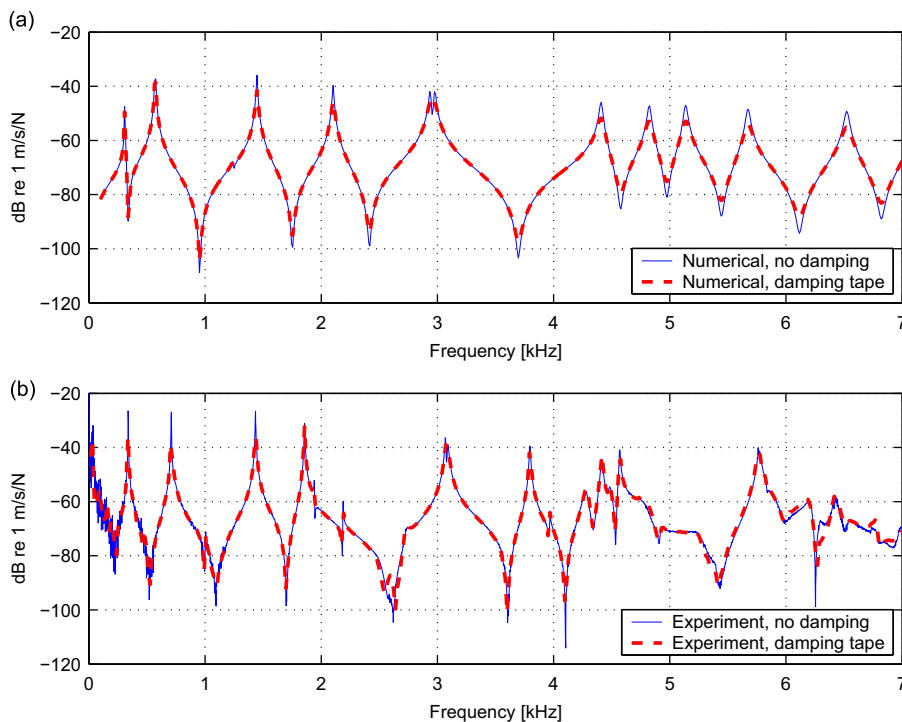 (a)
−20
−40
−60
−80
−100
−120
dB re 1 m/s/N
0 1 2 3 4 5 6 7
Frequency [kHz]
Numerical, no damping
Numerical, damping tape
(b)
−20
−40
−60
−80
−100
−120
dB re 1 m/s/N
0 1 2 3 4 5 6 7
Frequency [kHz]
Experiment, no damping
Experiment, damping tape